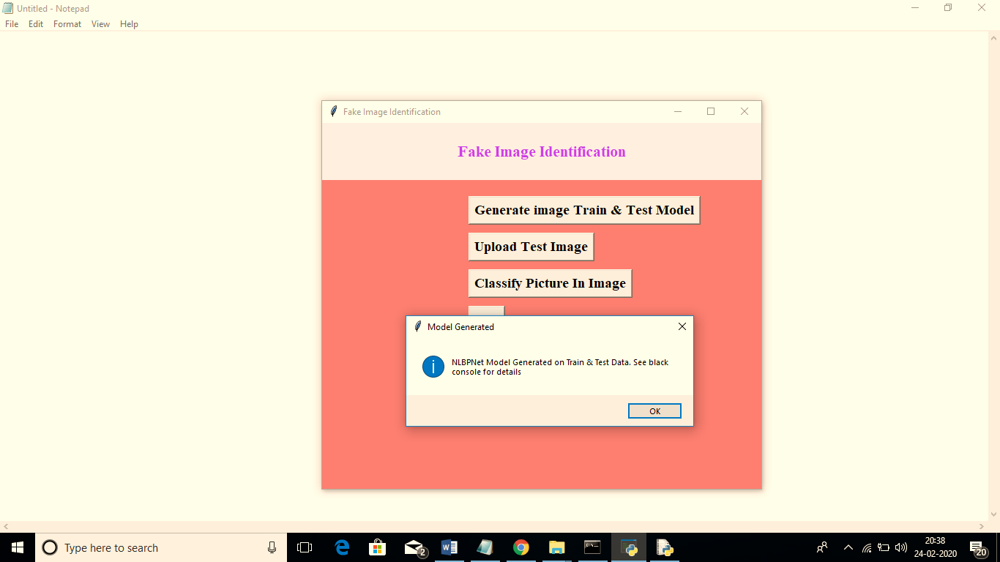 Untitled - Notepad
File Edit Format View Help
Fake Image Identification
Fake Image Identification
Generate image Train & Test Model
Upload Test Image
Classify Picture In Image
Model Generated
NLBPNet Model Generated on Train & Test Data. See black
console for details
OK
Type here to search
2
20:38
24-02-2020
20